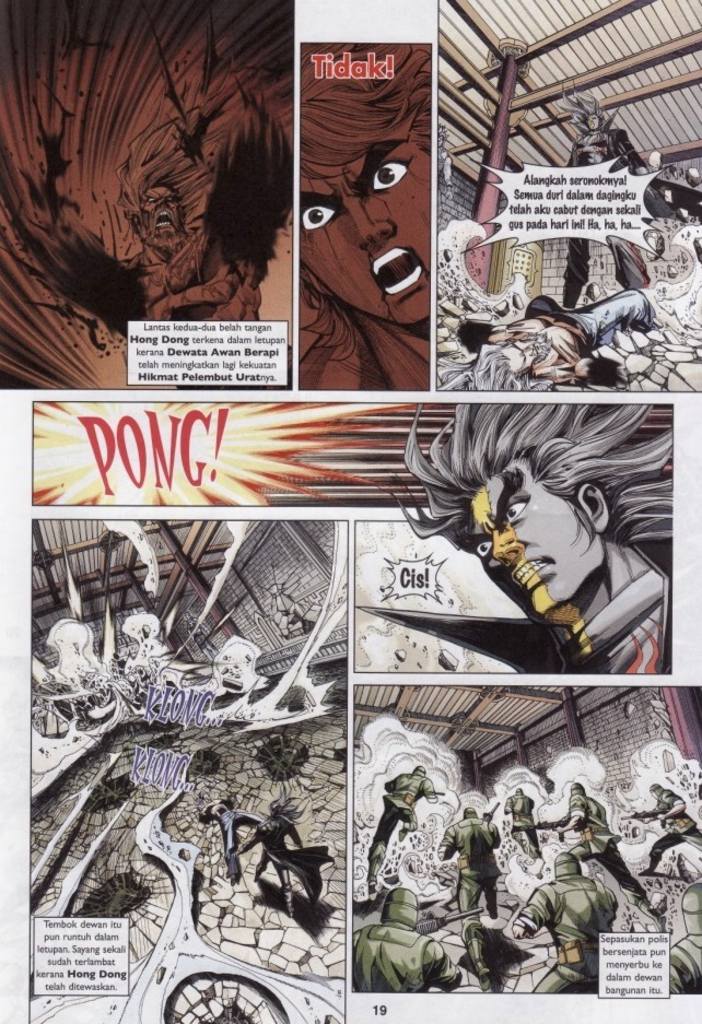 Tidak!
Alangkah seronoknya!
Semua duri dalam dagingku
telah aku cabut dengan sekali
gus pada hari ini! Ha, ha, ha...
Lantas kedua-dua belah tangan
Hong Dong terkena dalam letupan
kerana Dewata Awan Berapi
telah meningkatkan lagi kekuatan
Hikmat Pelembut Uratnya.
PONG!
Cis!
KLONG...
KLONG...
Tembok dewan itu
pun runtuh dalam
letupan. Sayang sekali
sudah terlambat
kerana Hong Dong
telah ditewaskan.
Sepasukan polis
bersenjata pun
menyerbu ke
dalam dewan
bangunan itu.
19